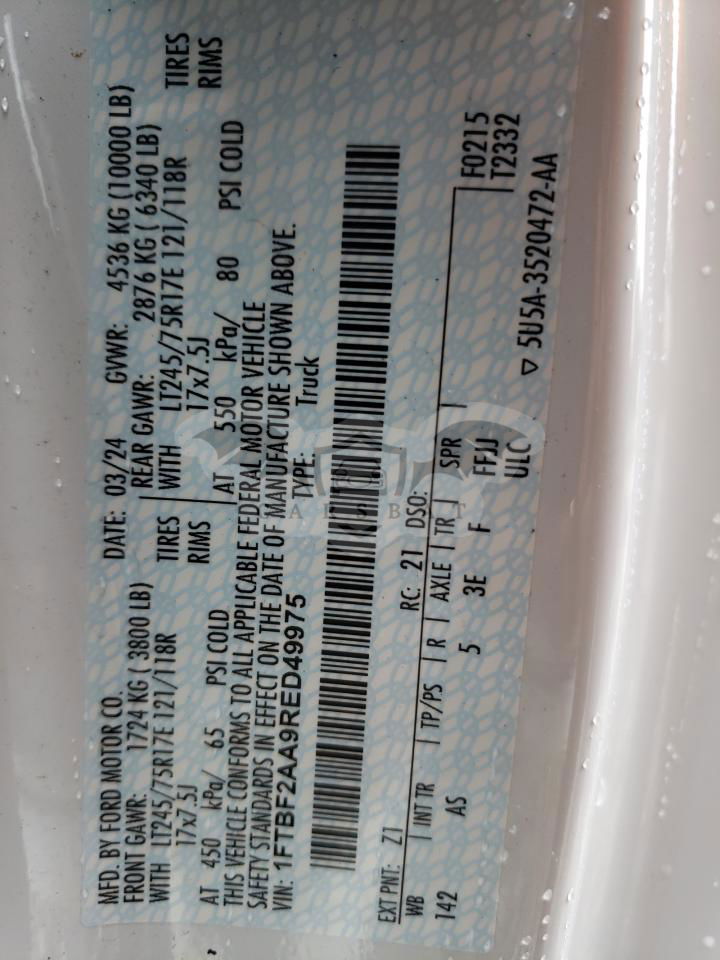 MFD. BY FORD MOTOR CO. DATE: 03/24 GVWR: 4536 KG (10000 LB)
FRONT GAWR: 1724 KG ( 3800 LB) REAR GAWR: 2876 KG ( 6340 LB)
WITH LT245/75R17E 121/118R TIRES WITH LT245/75R17E 121/118R TIRES
17x7.5J RIMS 17x7.5J RIMS
AT 450 kPa/ 65 PSI COLD AT 550 kPa/ 80 PSI COLD
THIS VEHICLE CONFORMS TO ALL APPLICABLE FEDERAL MOTOR VEHICLE
SAFETY STANDARDS IN EFFECT ON THE DATE OF MANUFACTURE SHOWN ABOVE.
VIN: 1FTBF2AA9RED49975 TYPE: Truck
EXT PNT: Z1 RC: 21 DSO:
WB INT TR TP/PS R AXLE TR SPR F0215
142 AS 5 3E F FFJJ T2332
ULC
▽ 5U5A-3520472-AA